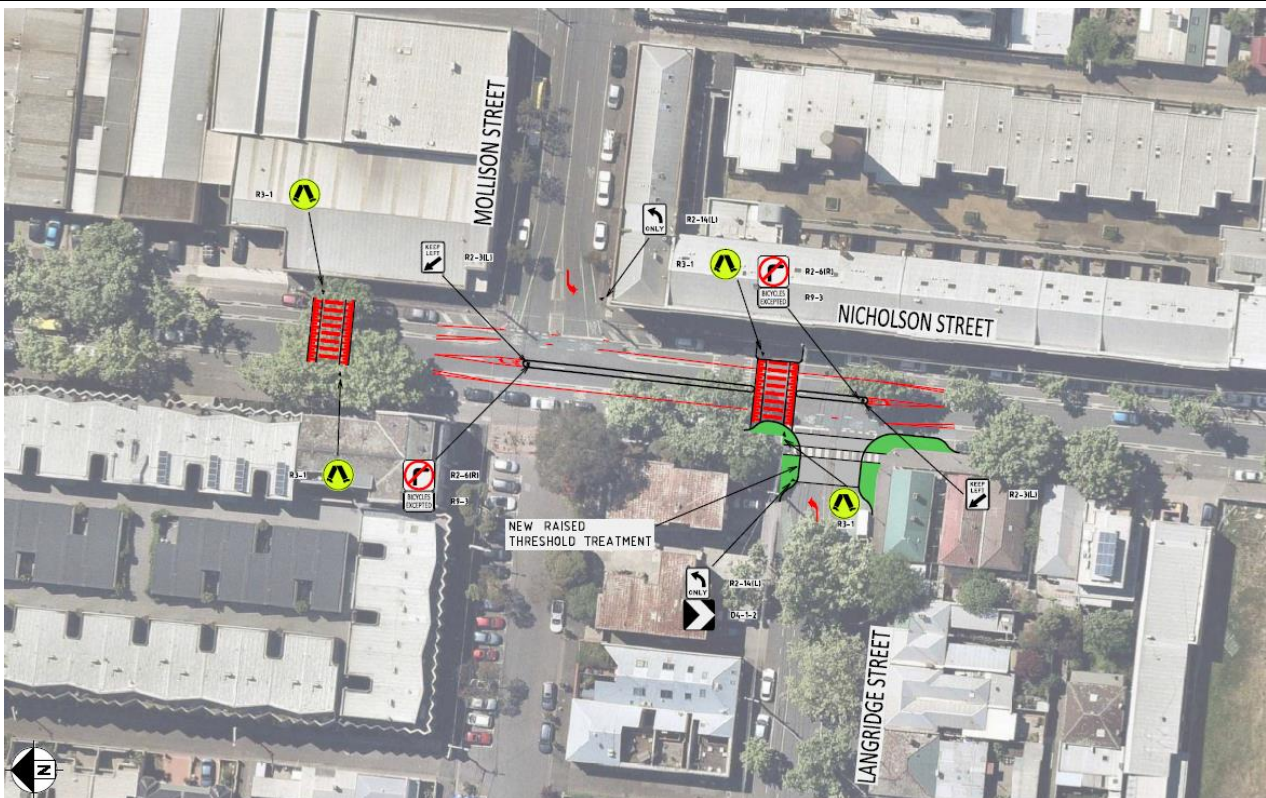 MOLLISON STREET
R3-1
KEEP
LEFT
R2-3(L)
ONLY
R2-14(L)
R3-1
R2-6(R)
BICYCLES
EXCEPTED
R9-3
NICHOLSON STREET
R3-1
R2-6(R)
BICYCLES
EXCEPTED
R9-3
KEEP
LEFT
R2-3(L)
R3-1
NEW RAISED
THRESHOLD TREATMENT
ONLY
R2-14(L)
D4-1-2
LANGRIDGE STREET
N